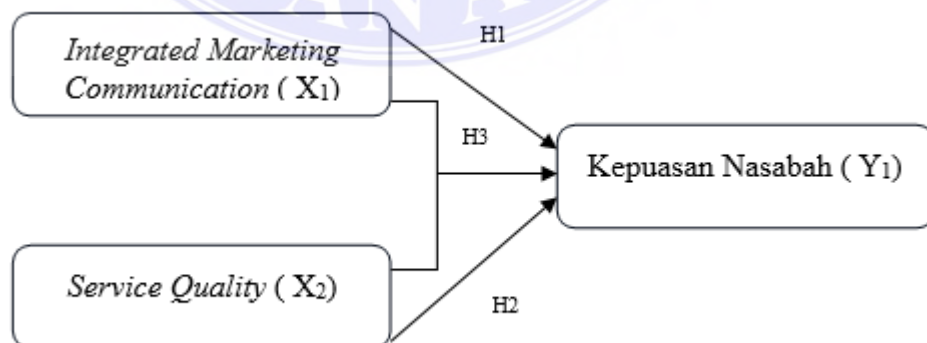 H1
Integrated Marketing
Communication ( X₁)
H3
Kepuasan Nasabah ( Y₁)
Service Quality ( X₂)
H2